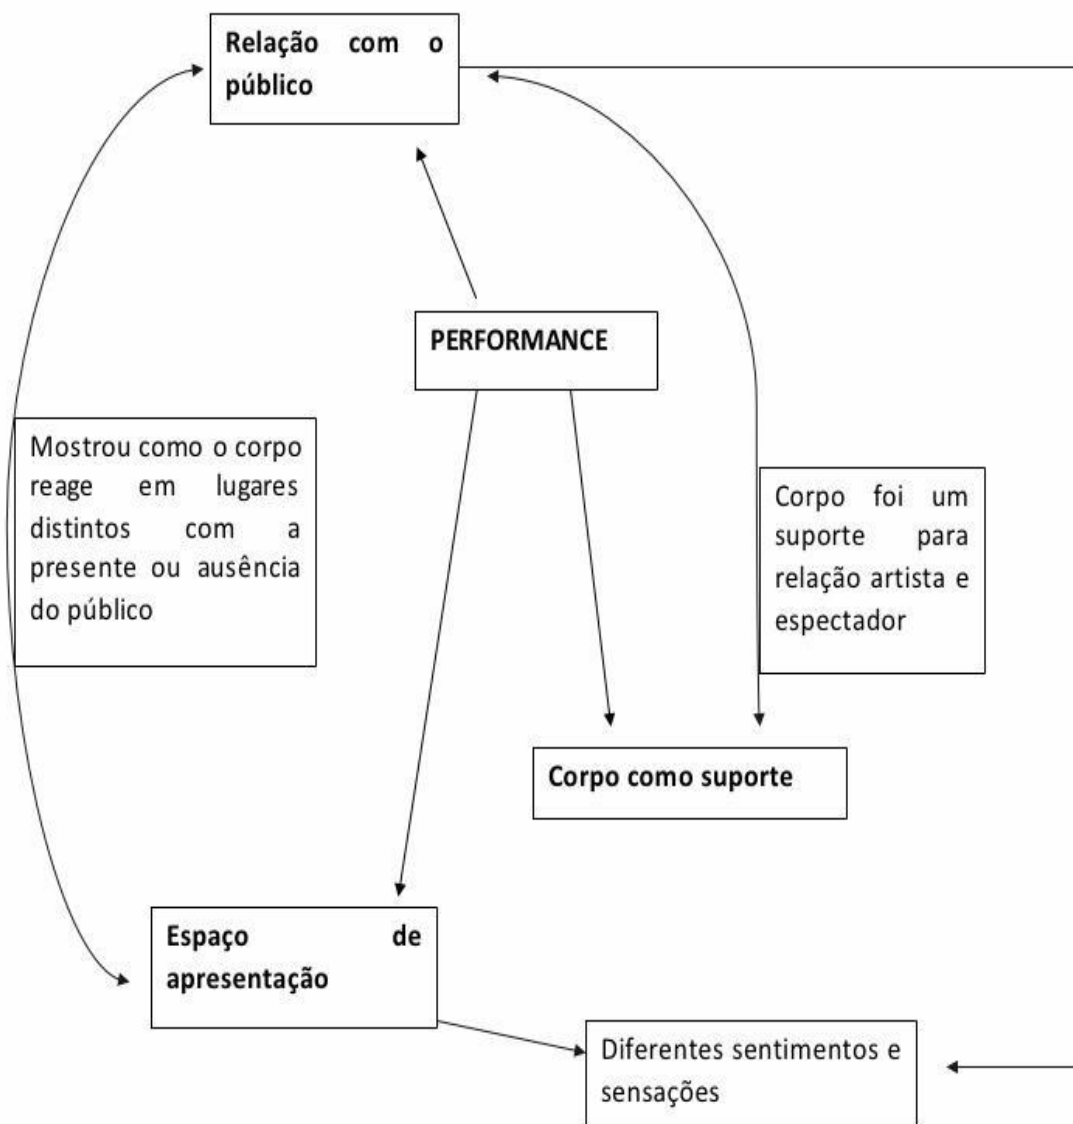 Relação com o
público
PERFORMANCE
Mostrou como o corpo
reage em lugares
distintos com a
presente ou ausência
do público
Corpo foi um
suporte para
relação artista e
espectador
Corpo como suporte
Espaço de
apresentação
Diferentes sentimentos e
sensações